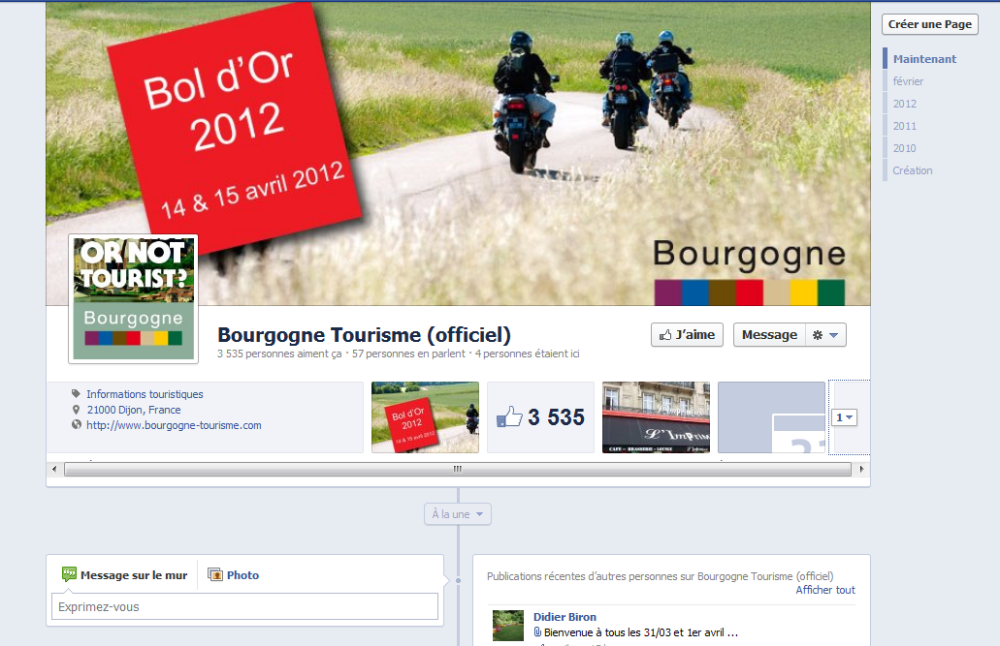 Bol d'Or
2012
14 & 15 avril 2012
Créer une Page
Maintenant
février
2012
2011
2010
Création
OR NOT
TOURIST?
Bourgogne
Bourgogne
Bourgogne Tourisme (officiel)
3 535 personnes aiment ça · 57 personnes en parlent · 4 personnes étaient ici
J'aime
Message
Informations touristiques
21000 Dijon, France
http://www.bourgogne-tourisme.com
Bol d'Or
2012
14 & 15 avril 2012
3 535
L'Imprim
CAFE - BRASSERIE - LOUNGE
1
À la une
Message sur le mur
Photo
Exprimez-vous
Publications récentes d'autres personnes sur Bourgogne Tourisme (officiel)
Afficher tout
Didier Biron
Bienvenue à tous les 31/03 et 1er avril ...